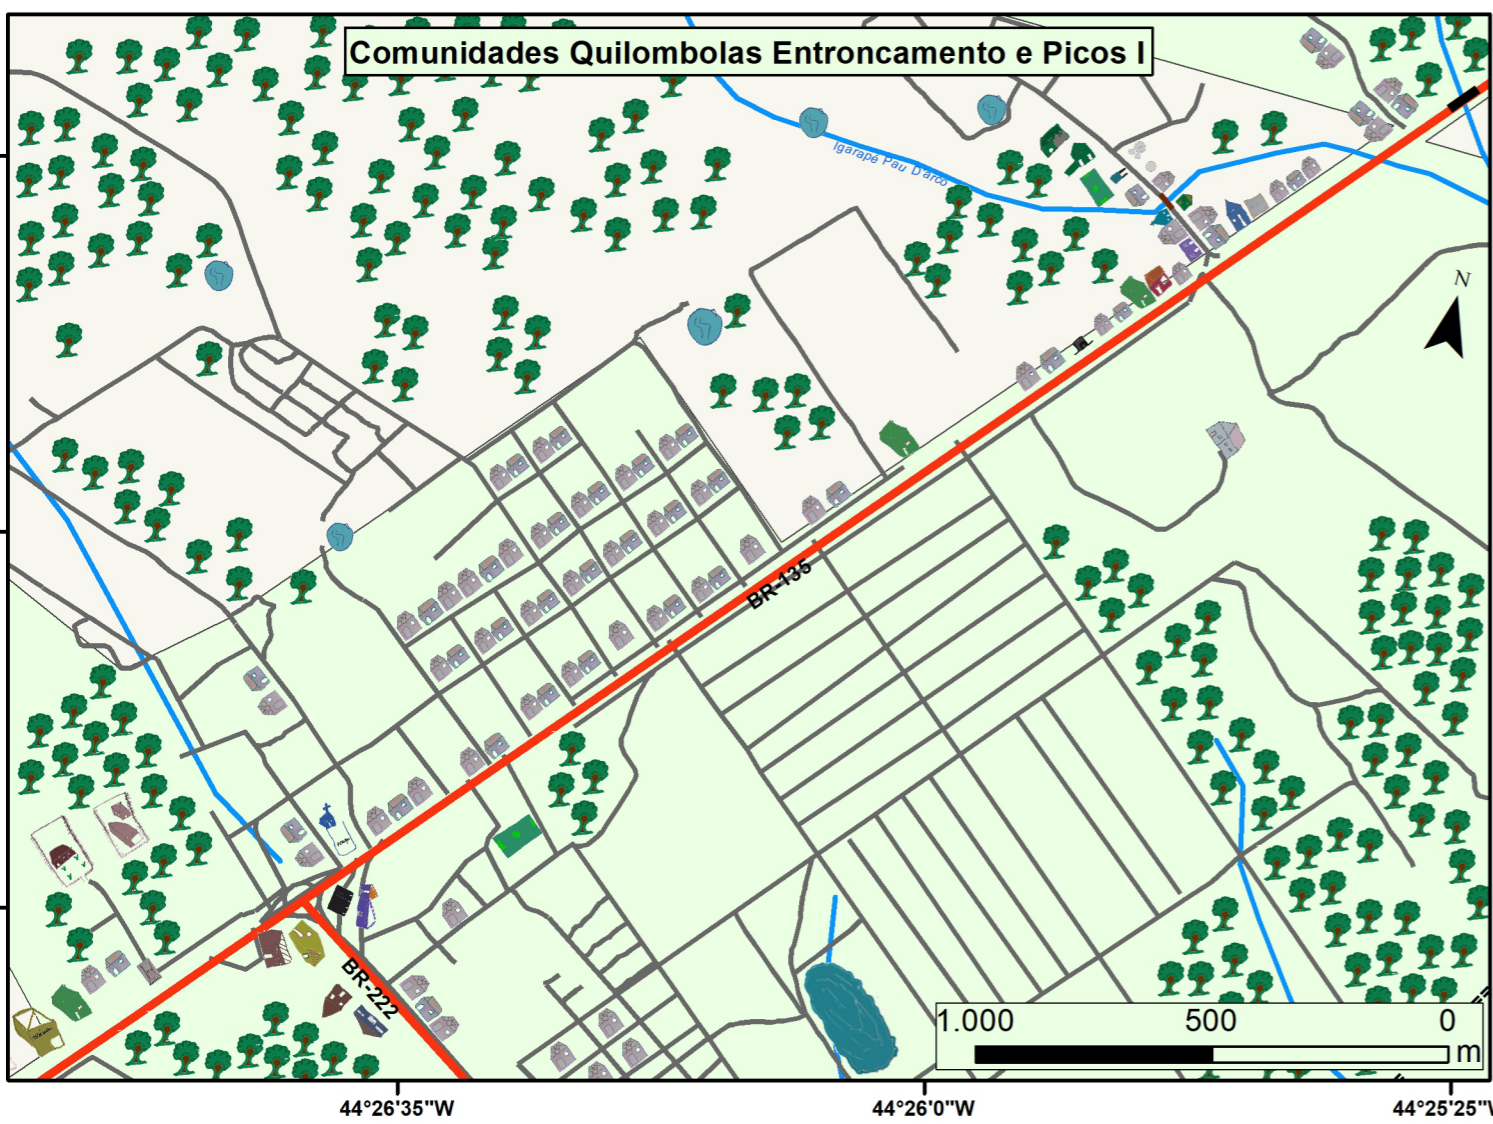 Comunidades Quilombolas Entroncamento e Picos I
Igarapé Pau D'arco
N
BR-135
BR-222
1.000 500 0
m
44°26'35"W 44°26'0"W 44°25'25"W